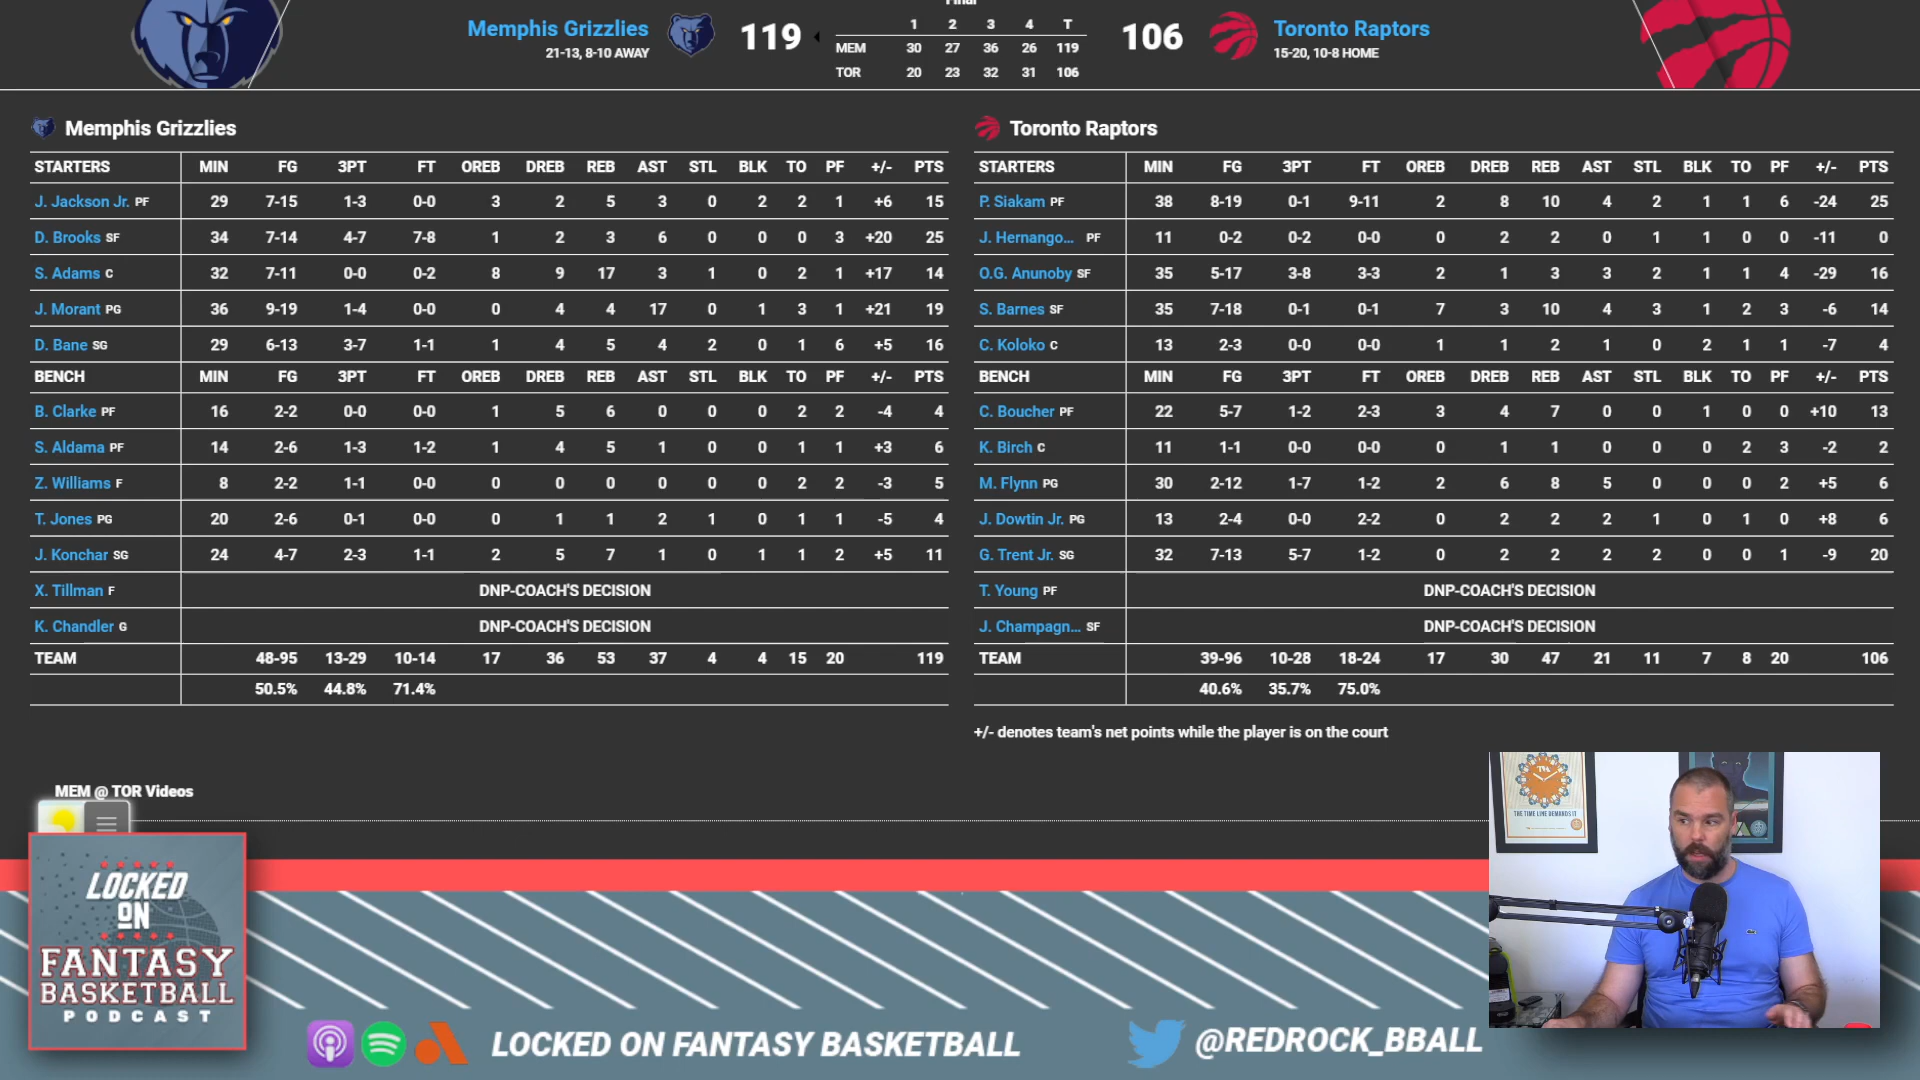 Final
Memphis Grizzlies
21-13, 8-10 AWAY
119
1 2 3 4 T
MEM 30 27 36 26 119
TOR 20 23 32 31 106
106
Toronto Raptors
15-20, 10-8 HOME
Memphis Grizzlies
STARTERS MIN FG 3PT FT OREB DREB REB AST STL BLK TO PF +/- PTS
J. Jackson Jr. PF 29 7-15 1-3 0-0 3 2 5 3 0 2 2 1 +6 15
D. Brooks SF 34 7-14 4-7 7-8 1 2 3 6 0 0 0 3 +20 25
S. Adams C 32 7-11 0-0 0-2 8 9 17 3 1 0 2 1 +17 14
J. Morant PG 36 9-19 1-4 0-0 0 4 4 17 0 1 3 1 +21 19
D. Bane SG 29 6-13 3-7 1-1 1 4 5 4 2 0 1 6 +5 16
BENCH MIN FG 3PT FT OREB DREB REB AST STL BLK TO PF +/- PTS
B. Clarke PF 16 2-2 0-0 0-0 1 5 6 0 0 0 2 2 -4 4
S. Aldama PF 14 2-6 1-3 1-2 1 4 5 1 0 0 1 1 +3 6
Z. Williams F 8 2-2 1-1 0-0 0 0 0 0 0 0 2 2 -3 5
T. Jones PG 20 2-6 0-1 0-0 0 1 1 2 1 0 1 1 -5 4
J. Konchar SG 24 4-7 2-3 1-1 2 5 7 1 0 1 1 2 +5 11
X. Tillman F DNP-COACH'S DECISION
K. Chandler G DNP-COACH'S DECISION
TEAM 48-95 13-29 10-14 17 36 53 37 4 4 15 20 119
50.5% 44.8% 71.4%
Toronto Raptors
STARTERS MIN FG 3PT FT OREB DREB REB AST STL BLK TO PF +/- PTS
P. Siakam PF 38 8-19 0-1 9-11 2 8 10 4 2 1 1 6 -24 25
J. Hernango... PF 11 0-2 0-2 0-0 0 2 2 0 1 1 0 0 -11 0
O.G. Anunoby SF 35 5-17 3-8 3-3 2 1 3 3 2 1 1 4 -29 16
S. Barnes SF 35 7-18 0-1 0-1 7 3 10 4 3 1 2 3 -6 14
C. Koloko C 13 2-3 0-0 0-0 1 1 2 1 0 2 1 1 -7 4
BENCH MIN FG 3PT FT OREB DREB REB AST STL BLK TO PF +/- PTS
C. Boucher PF 22 5-7 1-2 2-3 3 4 7 0 0 1 0 0 +10 13
K. Birch C 11 1-1 0-0 0-0 0 1 1 0 0 0 2 3 -2 2
M. Flynn PG 30 2-12 1-7 1-2 2 6 8 5 0 0 0 2 +5 6
J. Dowtin Jr. PG 13 2-4 0-0 2-2 0 2 2 2 1 0 1 0 +8 6
G. Trent Jr. SG 32 7-13 5-7 1-2 0 2 2 2 2 0 0 1 -9 20
T. Young PF DNP-COACH'S DECISION
J. Champagn... SF DNP-COACH'S DECISION
TEAM 39-96 10-28 18-24 17 30 47 21 11 7 8 20 106
40.6% 35.7% 75.0%
+/- denotes team's net points while the player is on the court
MEM @ TOR Videos
TVA
THE TIME LINE DEMANDS IT
LOCKED
ON
FANTASY
BASKETBALL
PODCAST
LOCKED ON FANTASY BASKETBALL
@REDROCK_BBALL